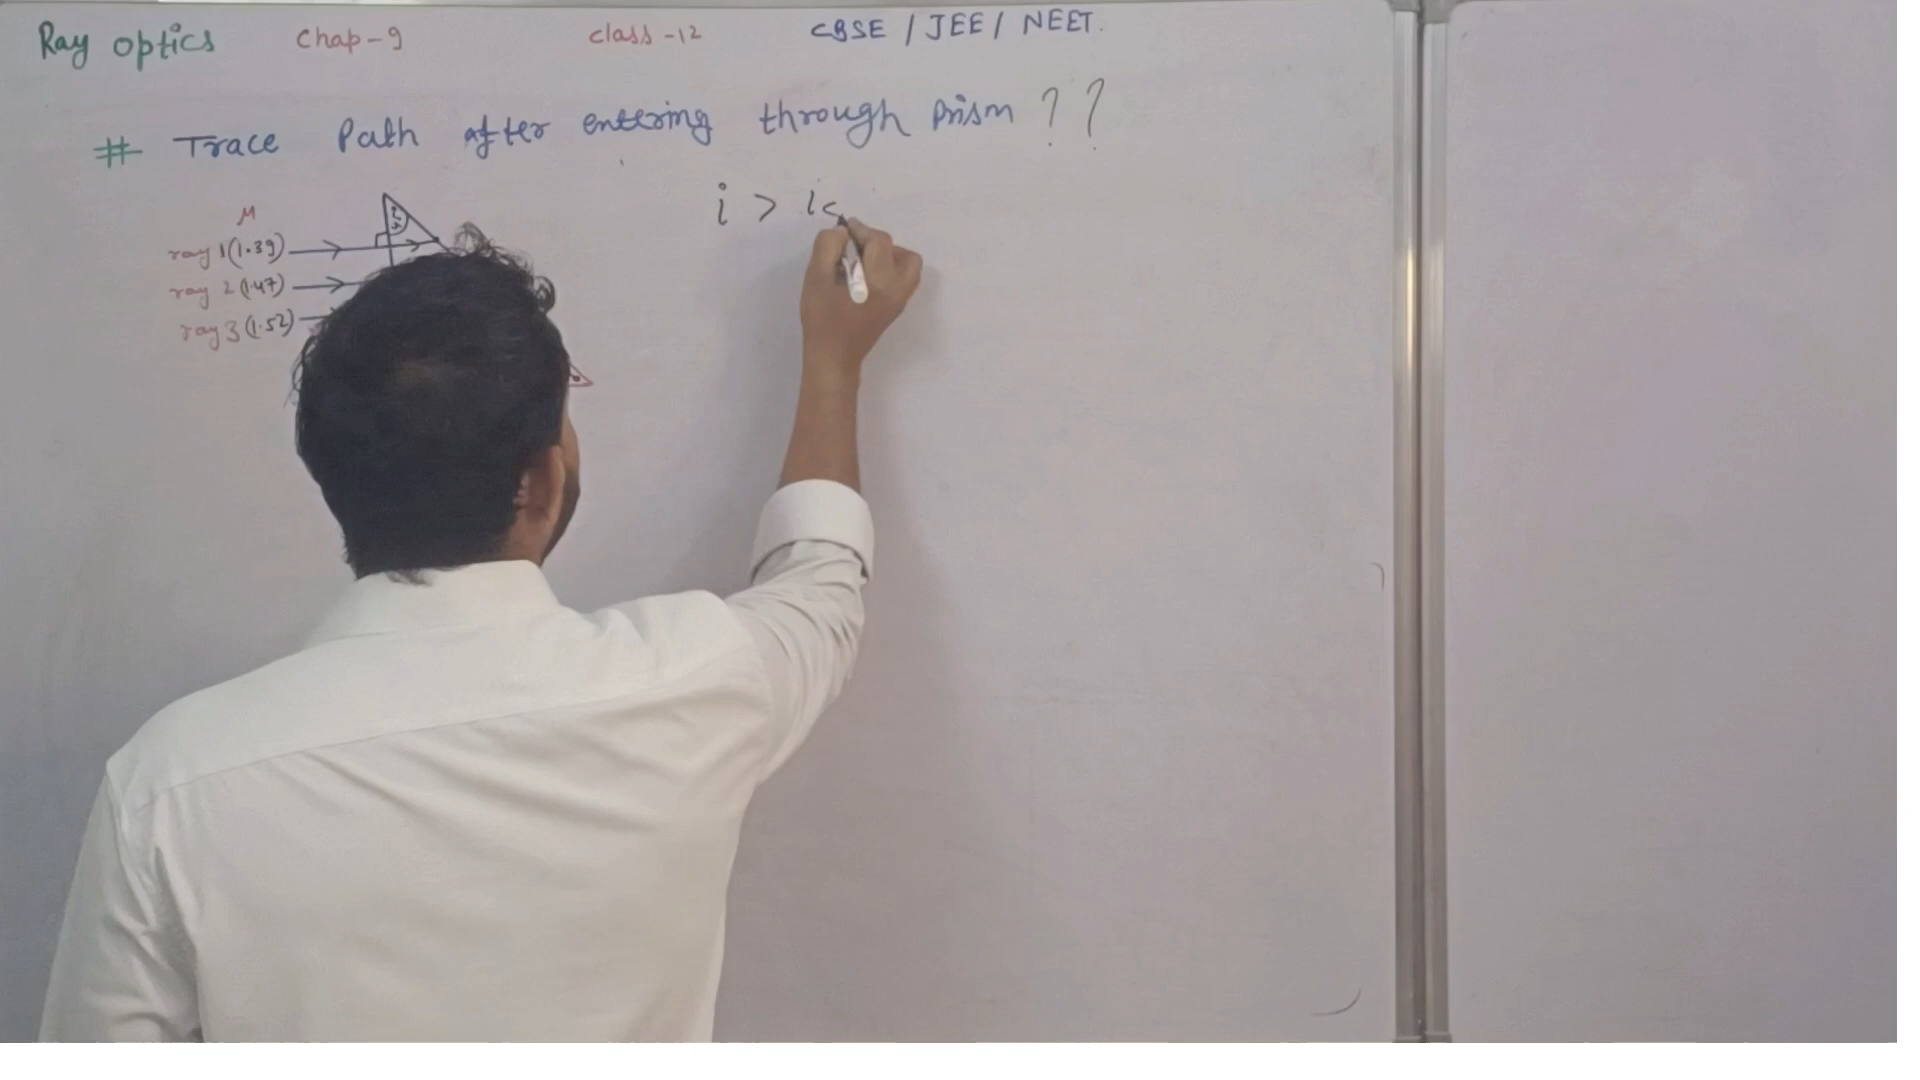 Ray optics Chap-9 class-12 CBSE / JEE / NEET.
# Trace Path after entering through Prism ??
μ
i > ic
ray 1 (1.39)
ray 2 (1.47)
ray 3 (1.52)